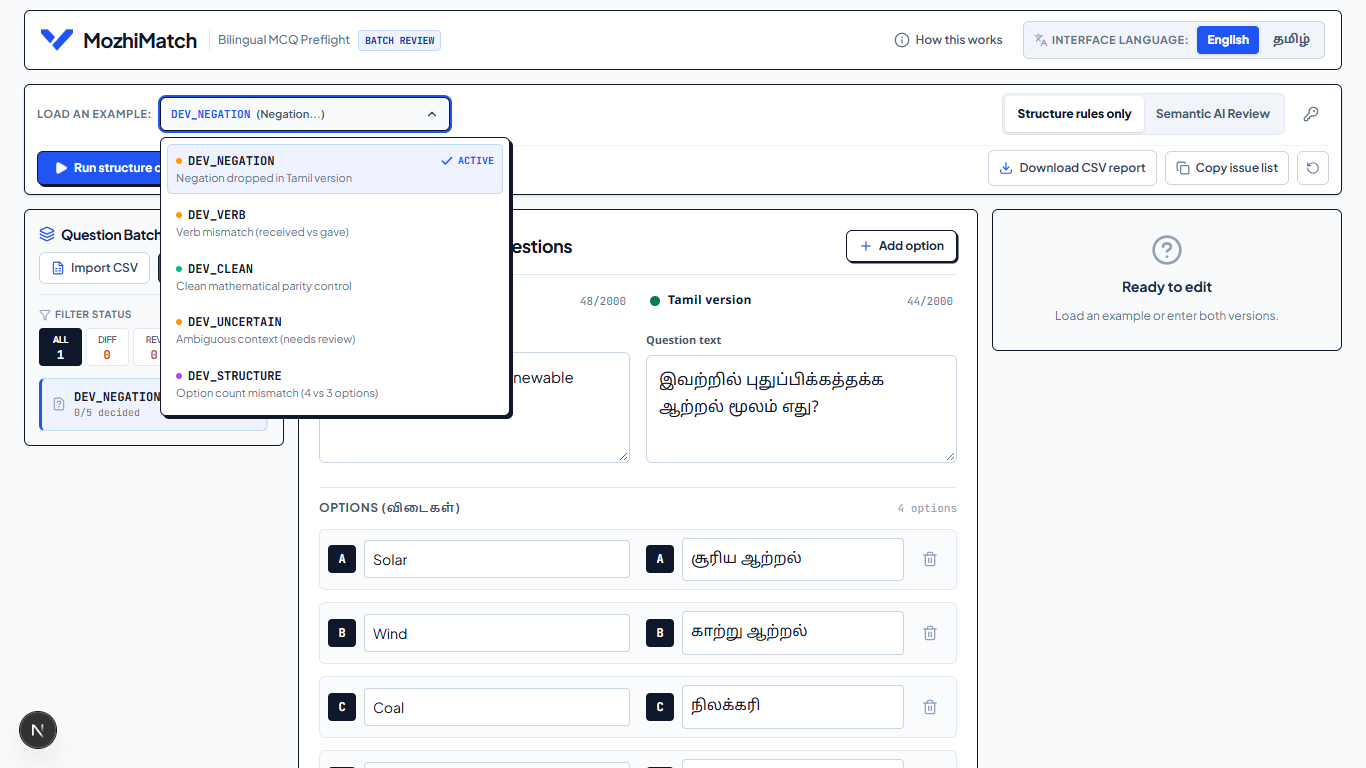 MozhiMatch
Bilingual MCQ Preflight
BATCH REVIEW
How this works
INTERFACE LANGUAGE:
English
தமிழ்
LOAD AN EXAMPLE:
DEV_NEGATION (Negation...)
Structure rules only
Semantic AI Review
DEV_NEGATION
ACTIVE
Negation dropped in Tamil version
DEV_VERB
Verb mismatch (received vs gave)
DEV_CLEAN
Clean mathematical parity control
DEV_UNCERTAIN
Ambiguous context (needs review)
DEV_STRUCTURE
Option count mismatch (4 vs 3 options)
Run structure
Download CSV report
Copy issue list
Question Batch
Import CSV
FILTER STATUS
ALL
1
DIFF
0
REV
0
DEV_NEGATION
0/5 decided
estions
Add option
48/2000
Tamil version
44/2000
Question text
newable
இவற்றில் புதுப்பிக்கத்தக்க
ஆற்றல் மூலம் எது?
OPTIONS (விடைகள்)
4 options
A
Solar
A
சூரிய ஆற்றல்
B
Wind
B
காற்று ஆற்றல்
C
Coal
C
நிலக்கரி
Ready to edit
Load an example or enter both versions.
N